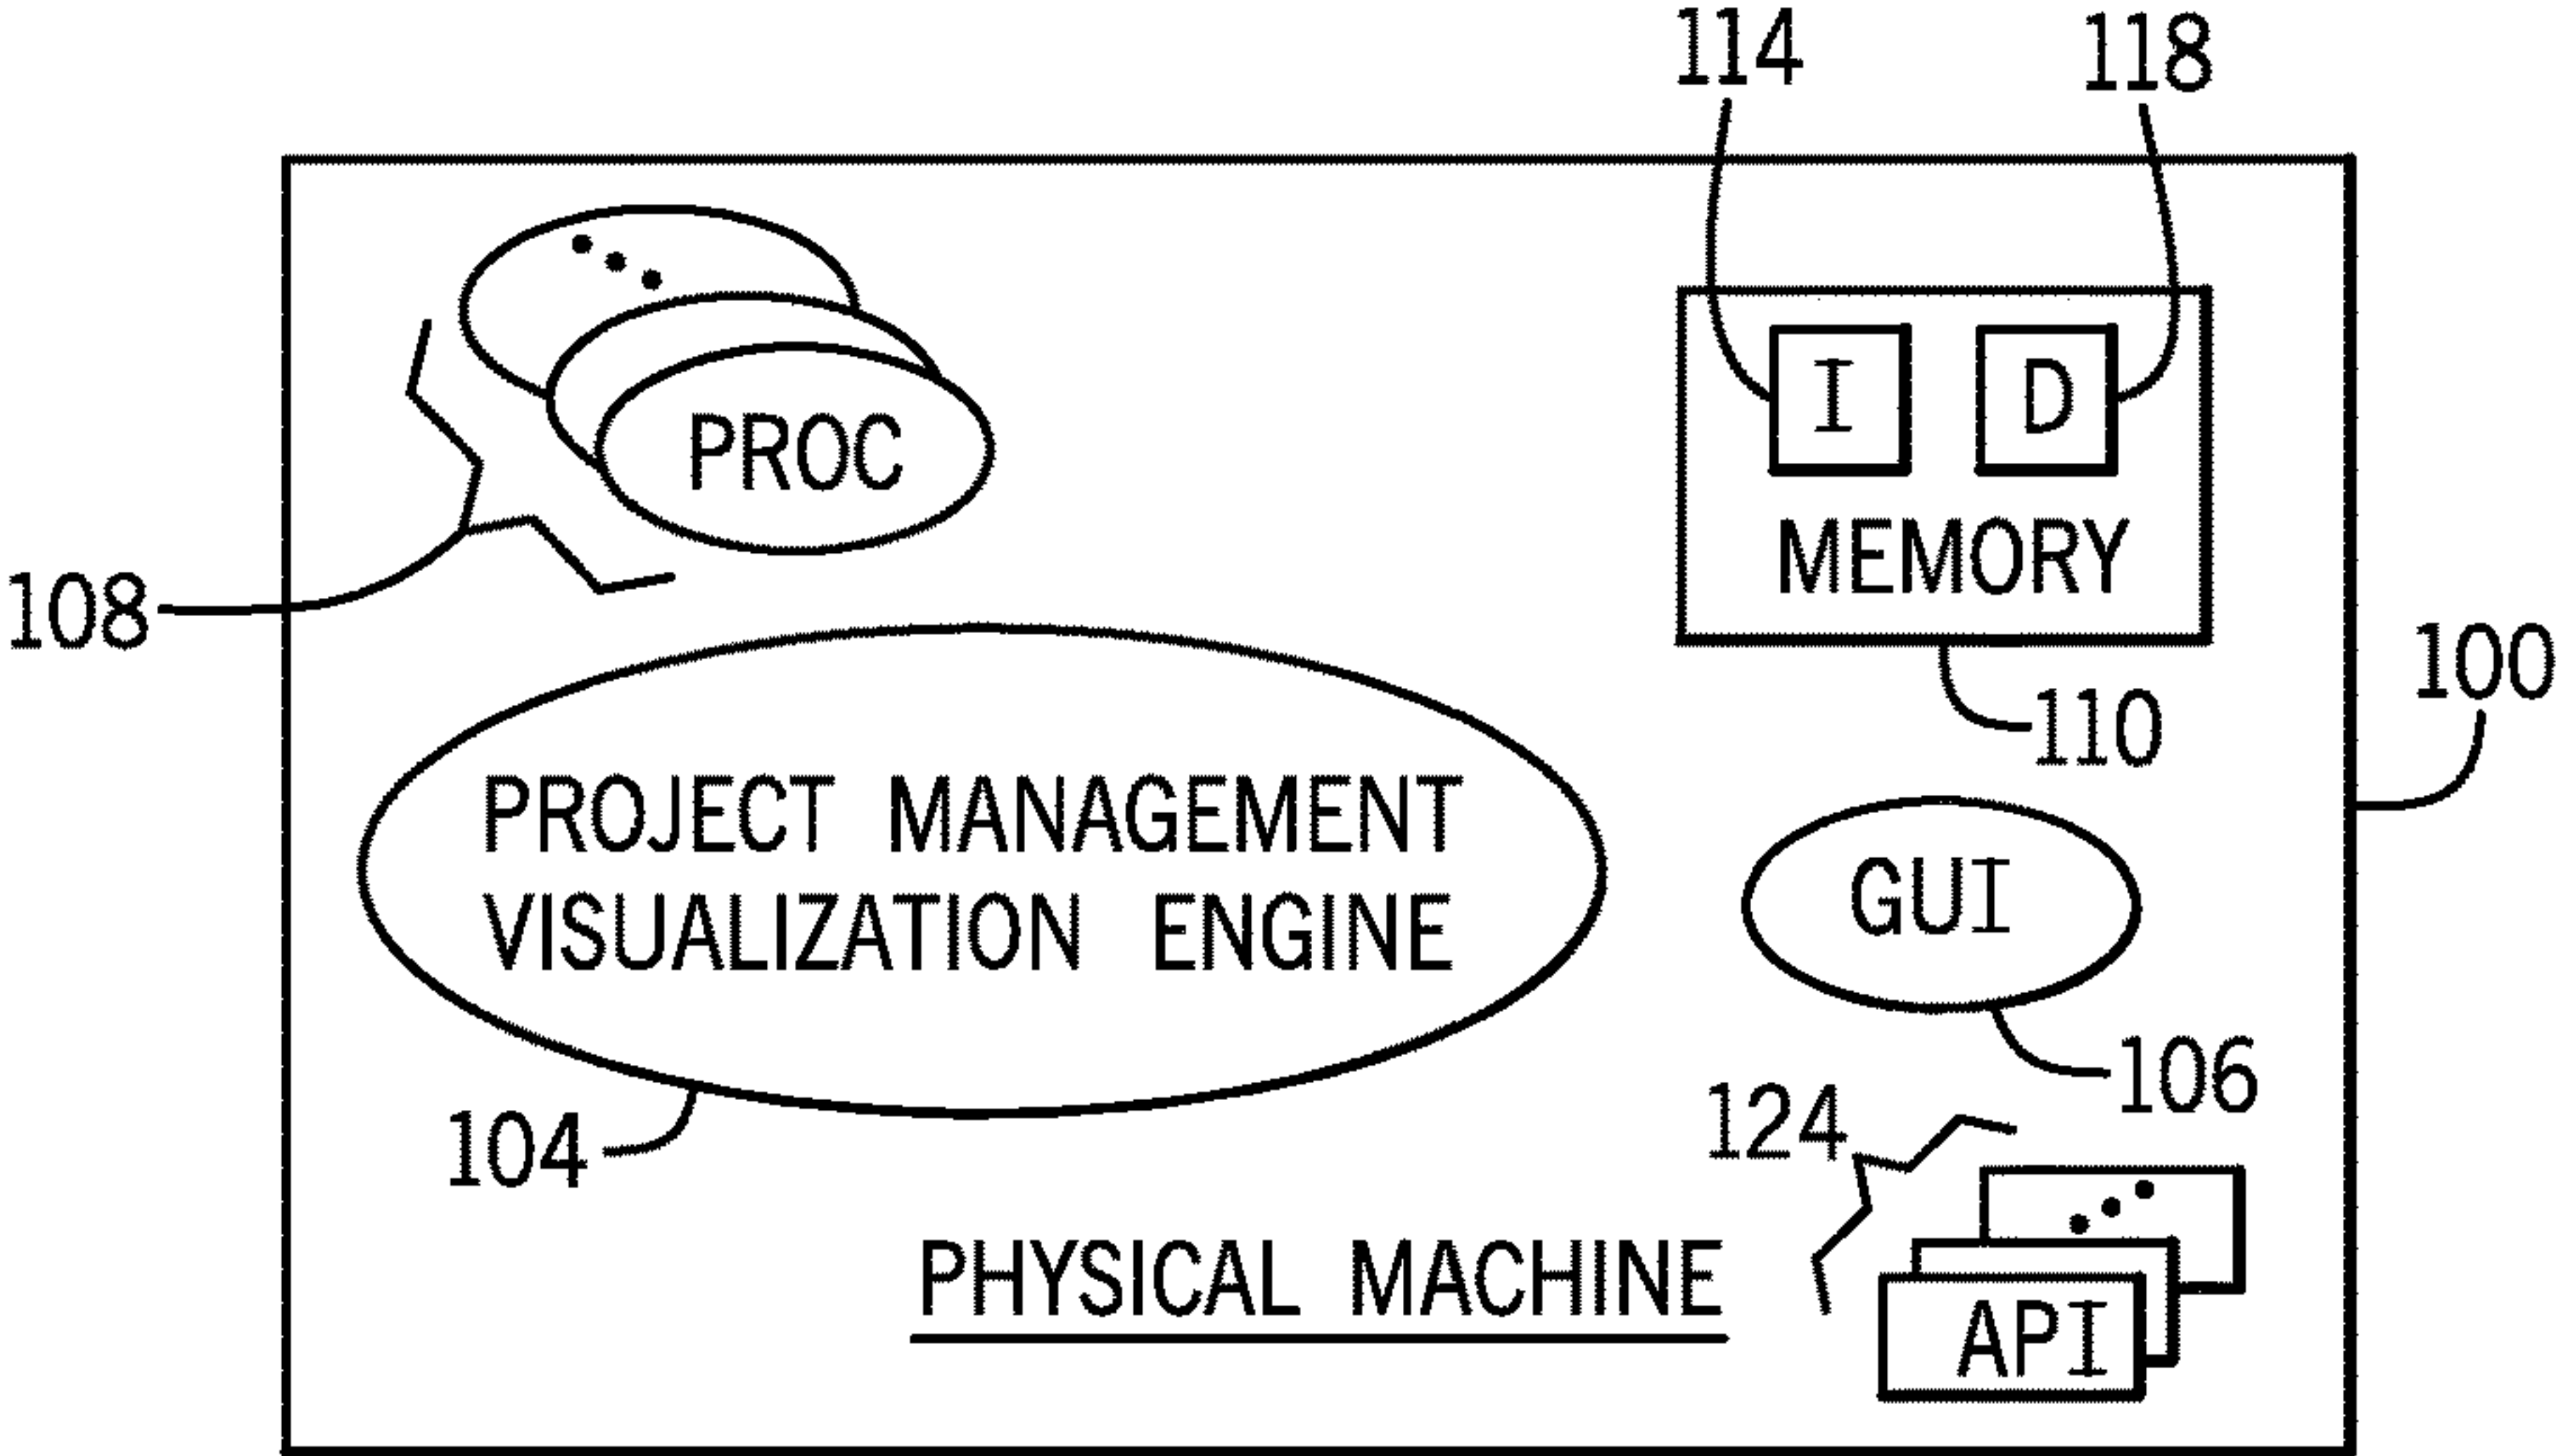 114
118
PROC
I
D
MEMORY
108
100
110
PROJECT MANAGEMENT
VISUALIZATION ENGINE
GUI
106
104
124
PHYSICAL MACHINE
API